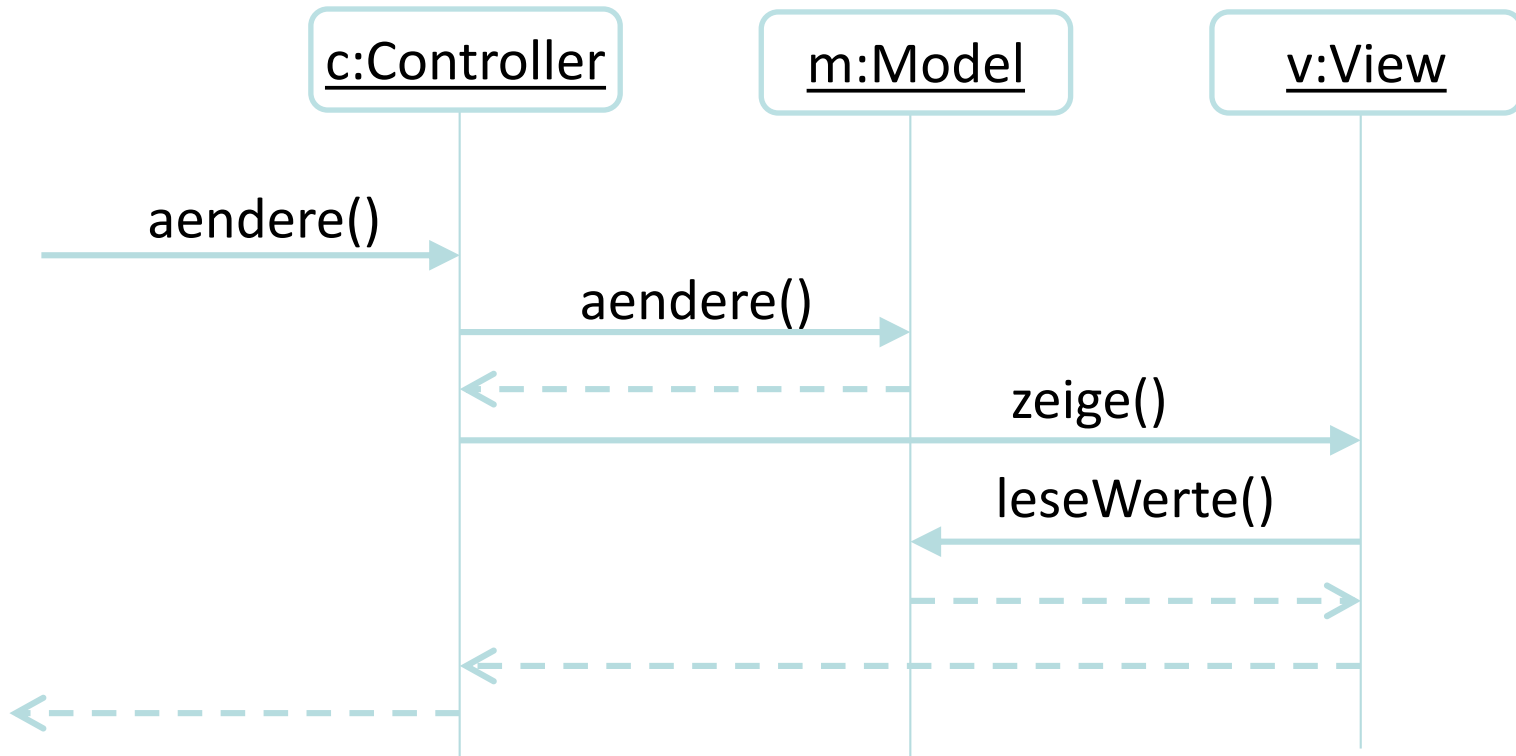 c:Controller
m:Model
v:View
aendere()
aendere()
zeige()
leseWerte()